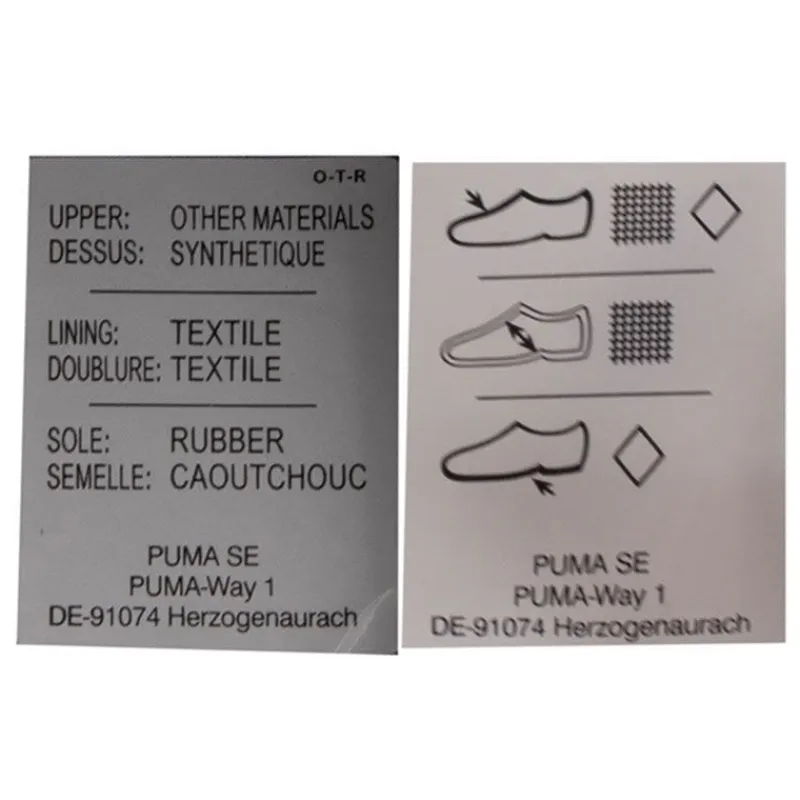 O-T-R
UPPER: OTHER MATERIALS
DESSUS: SYNTHETIQUE
LINING: TEXTILE
DOUBLURE: TEXTILE
SOLE: RUBBER
SEMELLE: CAOUTCHOUC
PUMA SE
PUMA-Way 1
DE-91074 Herzogenaurach
PUMA SE
PUMA-Way 1
DE-91074 Herzogenaurach